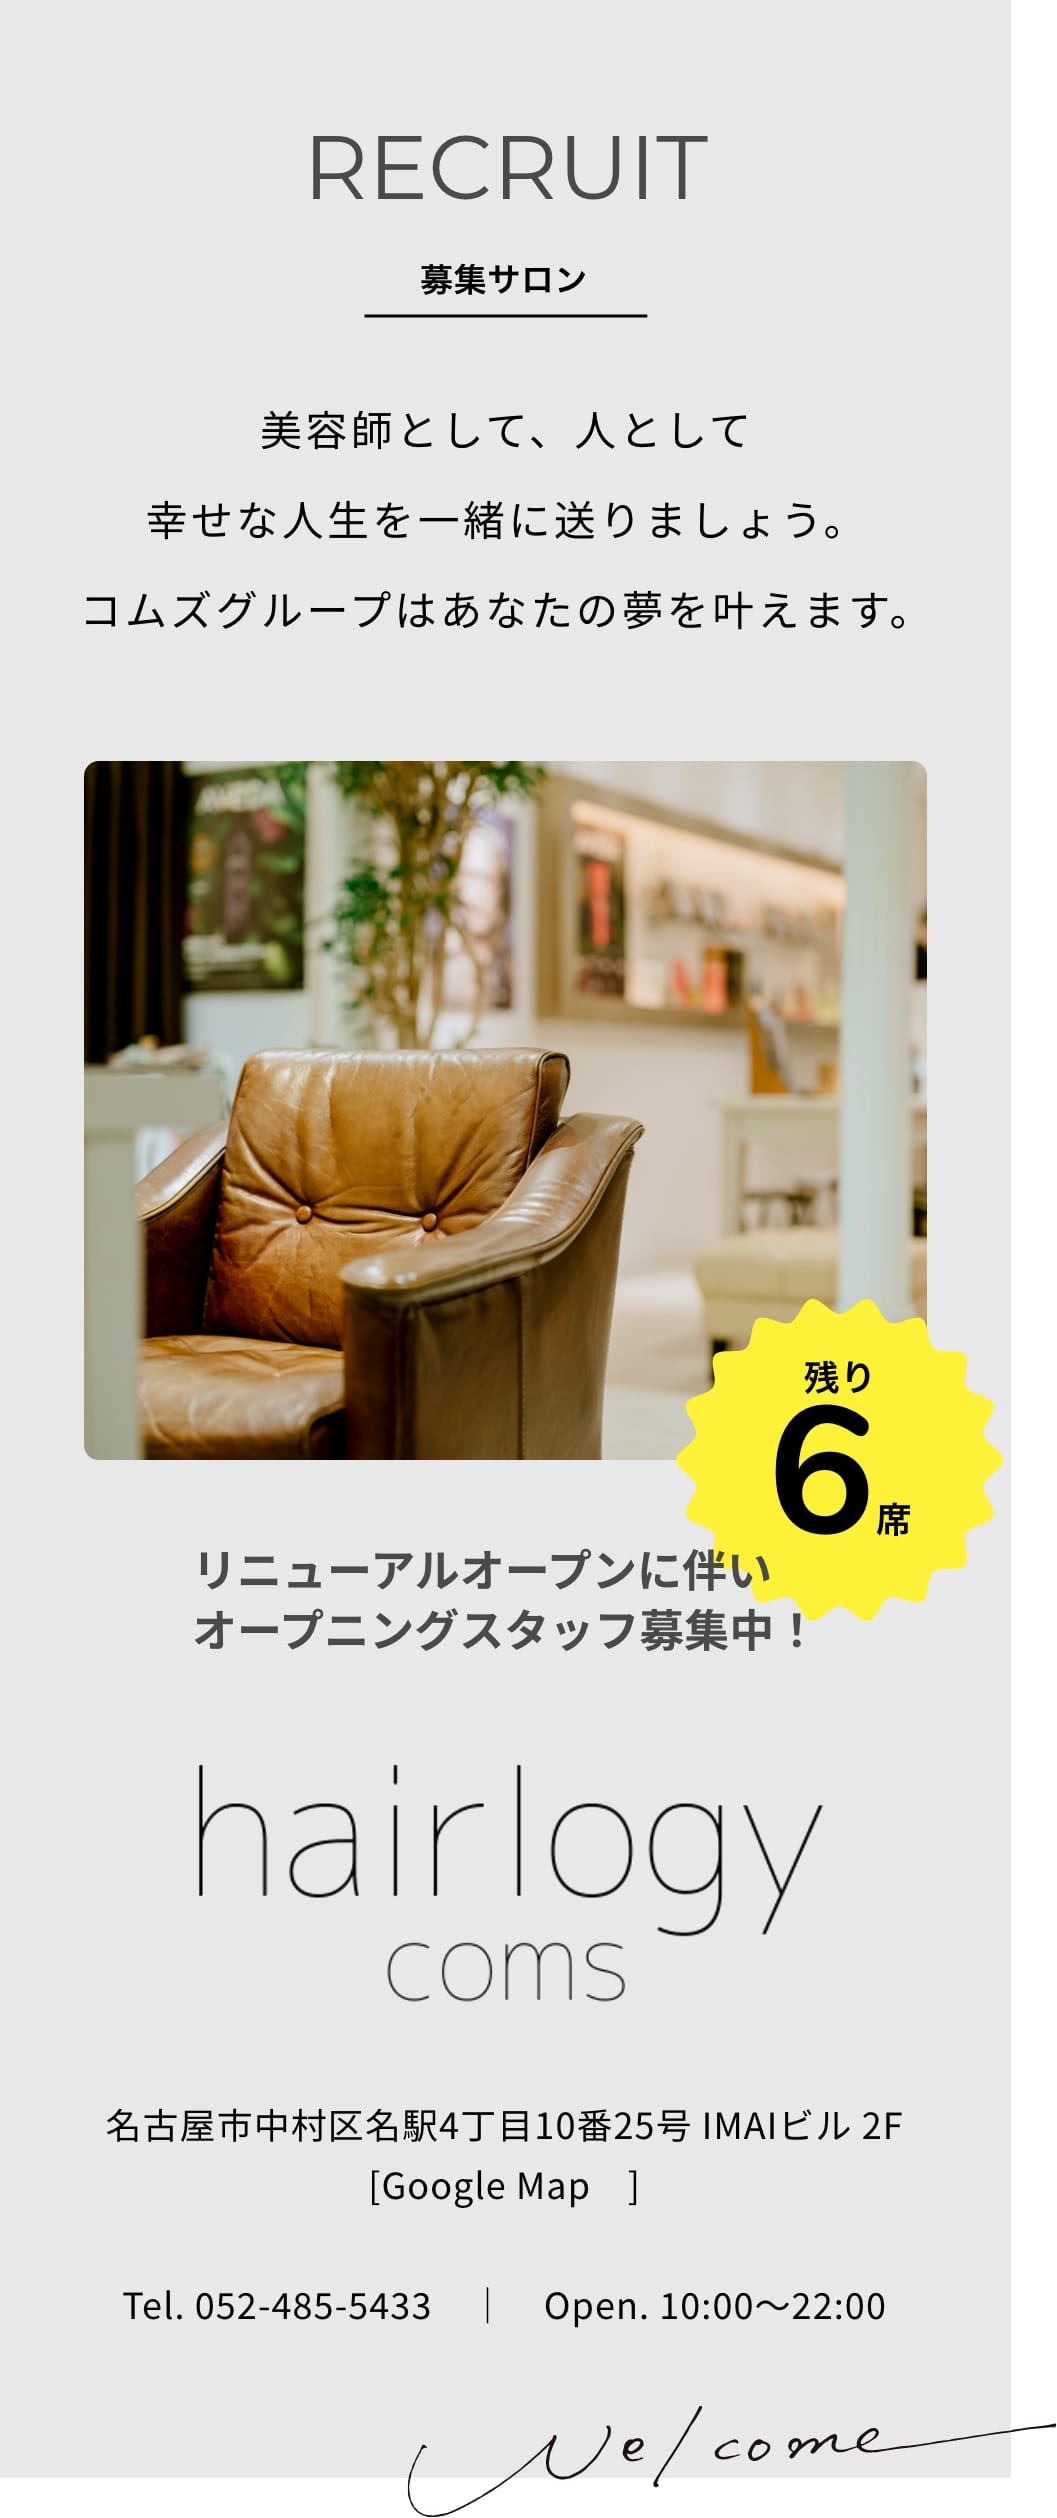 RECRUIT
募集サロン
美容師として、人として
幸せな人生を一緒に送りましょう。
コムズグループはあなたの夢を叶えます。
残り
6席
リニューアルオープンに伴い
オープニングスタッフ募集中！
hairlogy
coms
名古屋市中村区名駅4丁目10番25号 IMAIビル 2F
[Google Map　]
Tel. 052-485-5433　｜　Open. 10:00〜22:00
Welcome